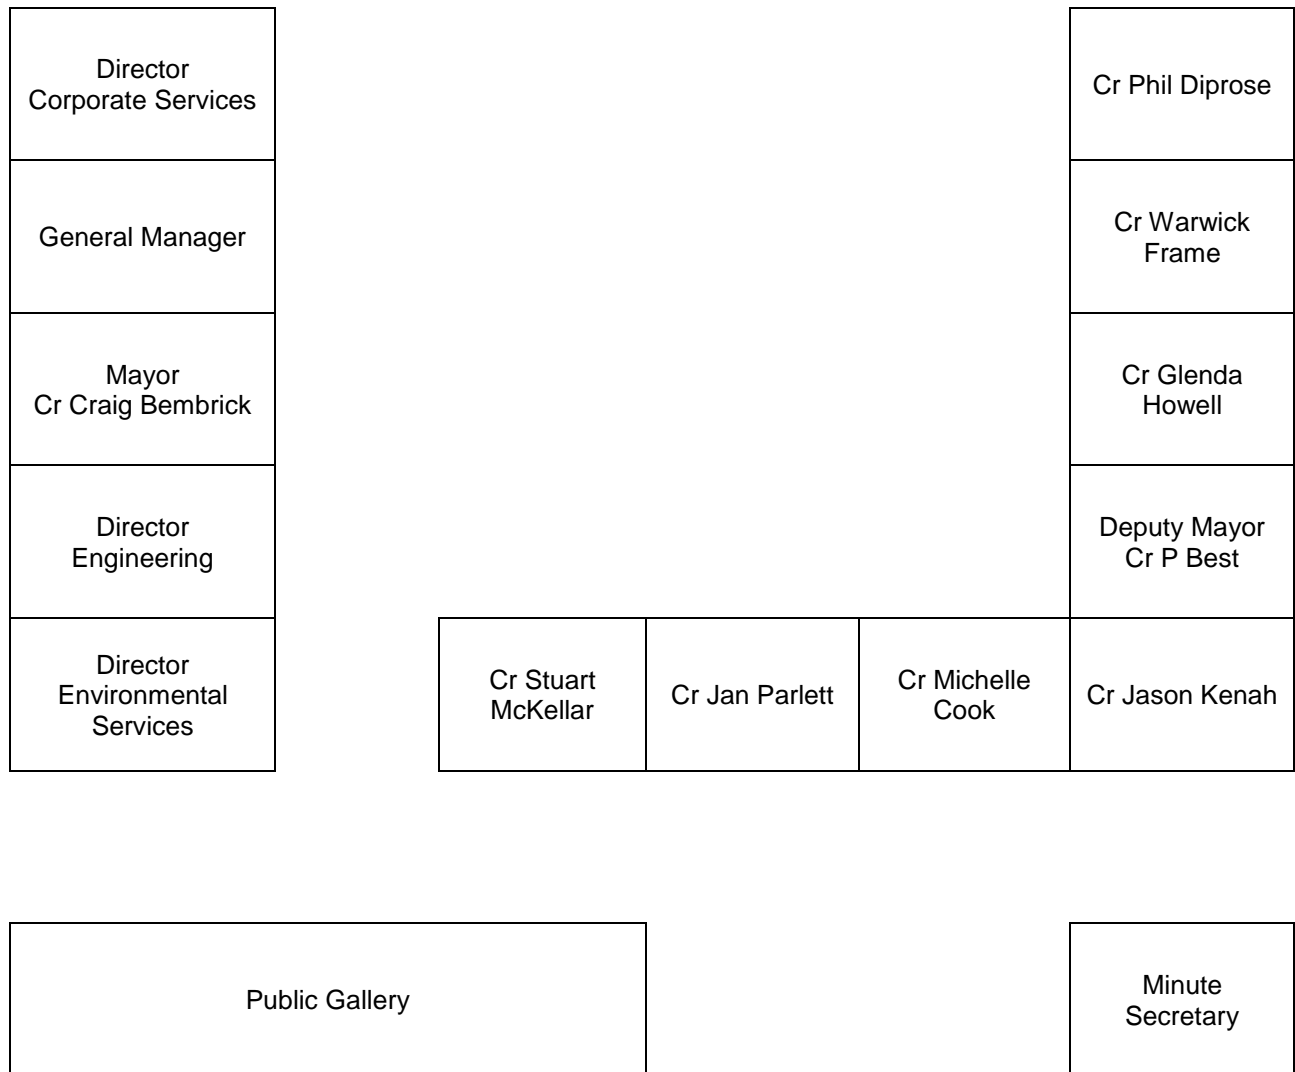 Director
Corporate Services
Cr Phil Diprose
General Manager
Cr Warwick
Frame
Mayor
Cr Craig Bembrick
Cr Glenda
Howell
Director
Engineering
Deputy Mayor
Cr P Best
Director
Environmental
Services
Cr Stuart
McKellar
Cr Jan Parlett
Cr Michelle
Cook
Cr Jason Kenah
Public Gallery
Minute
Secretary